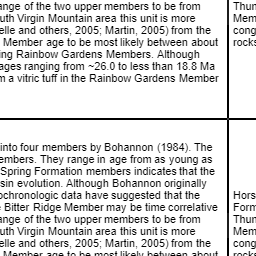 ange of the two upper members to be from
uth Virgin Mountain area this unit is more
elle and others, 2005; Martin, 2005) from the
Member age to be most likely between about
ing Rainbow Gardens Members. Although
ages ranging from ~26.0 to less than 18.8 Ma
m a vitric tuff in the Rainbow Gardens Member
Thun
Mem
cong
rocks
into four members by Bohannon (1984). The
embers. They range in age from as young as
Spring Formation members indicates that the
sin evolution. Although Bohannon originally
ochronologic data have suggested that the
e Bitter Ridge Member may be time correlative
ange of the two upper members to be from
uth Virgin Mountain area this unit is more
elle and others, 2005; Martin, 2005) from the
Member age to be most likely between about
Hors
Form
Thun
Mem
cong
rocks